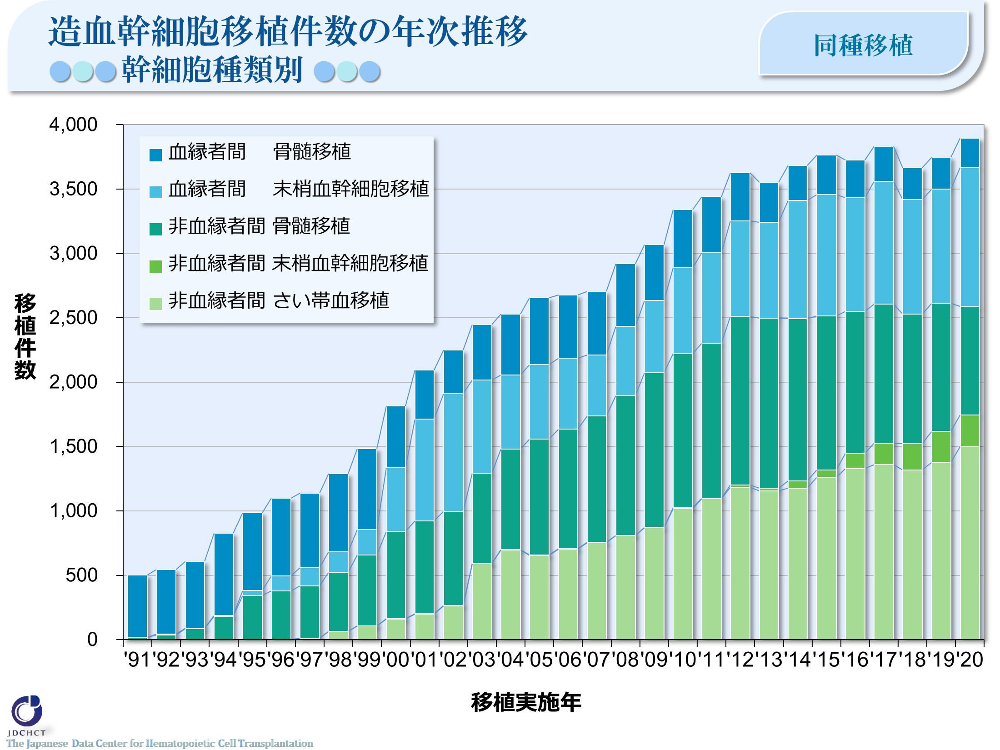 造血幹細胞移植件数の年次推移
幹細胞種類別
同種移植
4,000
3,500
3,000
2,500
2,000
1,500
1,000
500
0
血縁者間 骨髄移植
血縁者間 末梢血幹細胞移植
非血縁者間 骨髄移植
非血縁者間 末梢血幹細胞移植
非血縁者間 さい帯血移植
移植件数
'91 '92 '93 '94 '95 '96 '97 '98 '99 '00 '01 '02 '03 '04 '05 '06 '07 '08 '09 '10 '11 '12 '13 '14 '15 '16 '17 '18 '19 '20
移植実施年
JDCHCT
The Japanese Data Center for Hematopoietic Cell Transplantation